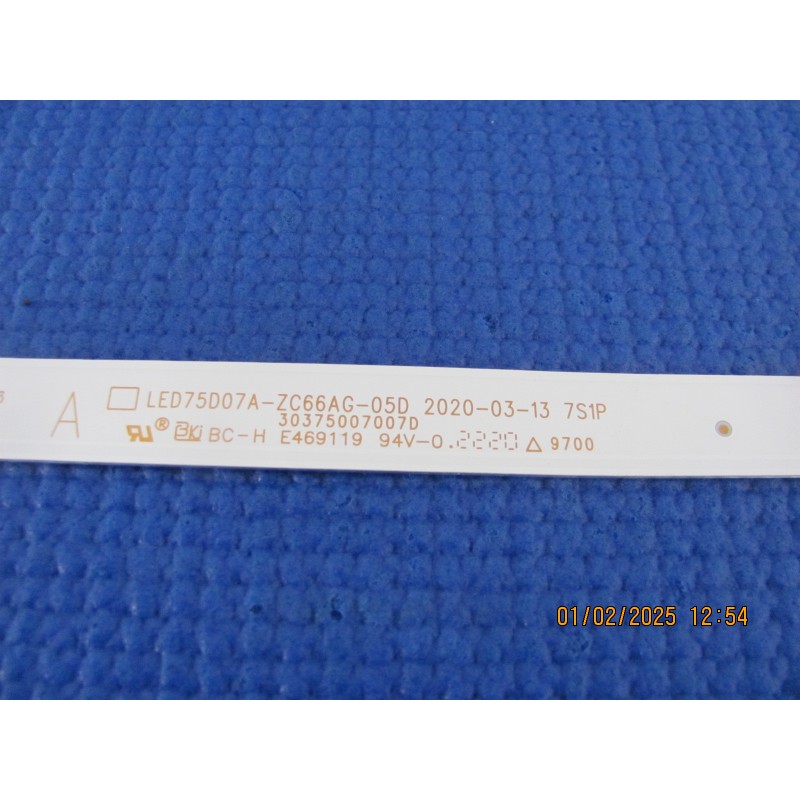 A
LED75D07A-ZC66AG-05D 2020-03-13 7S1P
30375007007D
® BC-H E469119 94V-0. 2220 △ 9700
01/02/2025 12:54